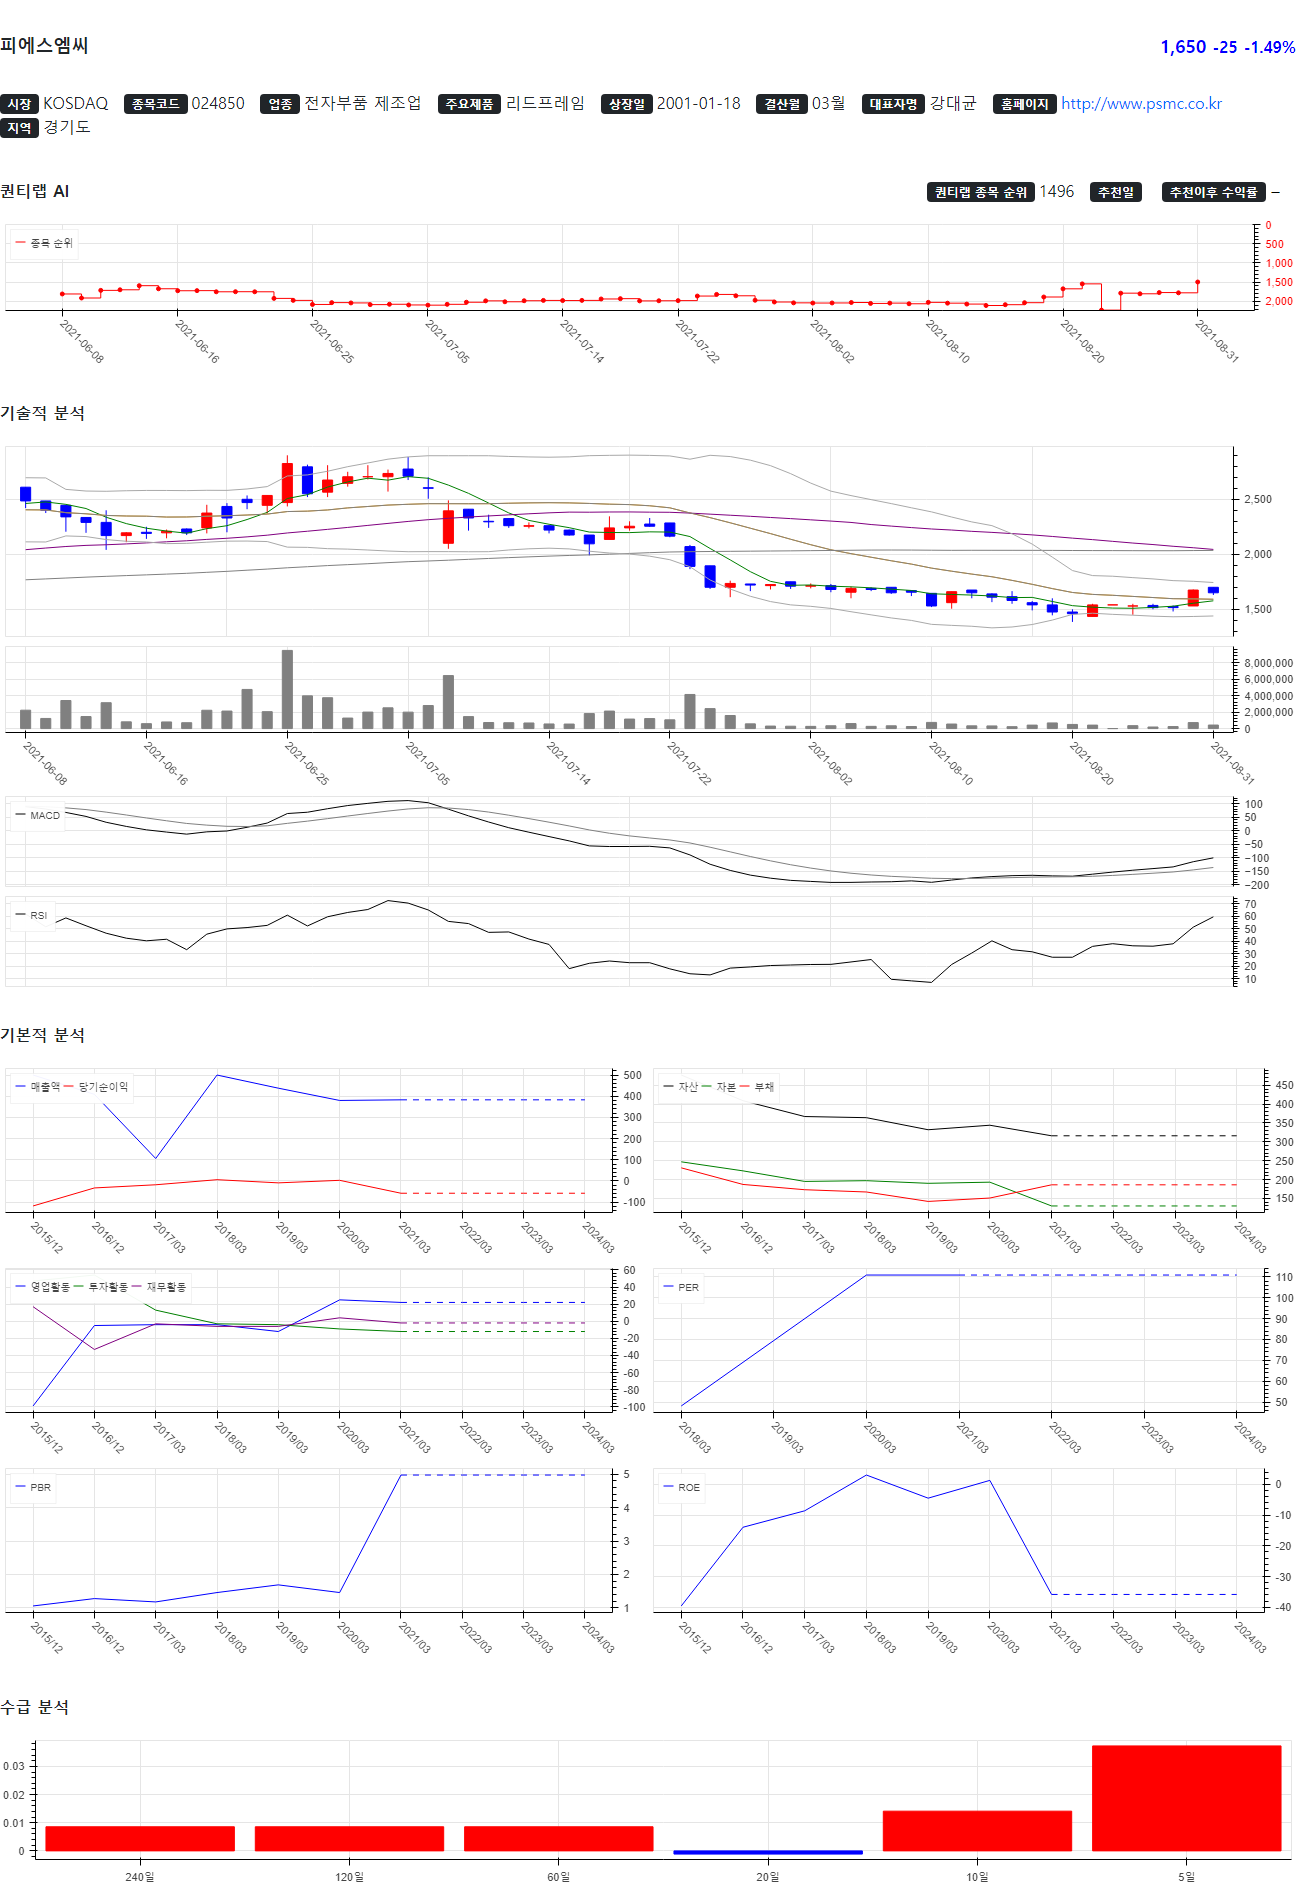 피에스엠씨
1,650 -25 -1.49%
시장 KOSDAQ 종목코드 024850 업종 전자부품 제조업 주요제품 리드프레임 상장일 2001-01-18 결산월 03월 대표자명 강대균 홈페이지 http://www.psmc.co.kr
지역 경기도
퀀티랩 AI
퀀티랩 종목 순위 1496 추천일 추천이후 수익률 –
종목 순위
0
500
1,000
1,500
2,000
2021-06-08 2021-06-16 2021-06-25 2021-07-05 2021-07-14 2021-07-22 2021-08-02 2021-08-10 2021-08-20 2021-08-31
기술적 분석
2,500
2,000
1,500
8,000,000
6,000,000
4,000,000
2,000,000
0
2021-06-08 2021-06-16 2021-06-25 2021-07-05 2021-07-14 2021-07-22 2021-08-02 2021-08-10 2021-08-20 2021-08-31
MACD
100
50
0
-50
-100
-150
-200
RSI
70
60
50
40
30
20
10
기본적 분석
매출액 당기순이익
500
400
300
200
100
0
-100
2015/12 2016/12 2017/03 2018/03 2019/03 2020/03 2021/03 2022/03 2023/03 2024/03
자산 자본 부채
450
400
350
300
250
200
150
2015/12 2016/12 2017/03 2018/03 2019/03 2020/03 2021/03 2022/03 2023/03 2024/03
영업활동 투자활동 재무활동
60
40
20
0
-20
-40
-60
-80
-100
2015/12 2016/12 2017/03 2018/03 2019/03 2020/03 2021/03 2022/03 2023/03 2024/03
PER
110
100
90
80
70
60
50
2018/03 2019/03 2020/03 2021/03 2022/03 2023/03 2024/03
PBR
5
4
3
2
1
2015/12 2016/12 2017/03 2018/03 2019/03 2020/03 2021/03 2022/03 2023/03 2024/03
ROE
0
-10
-20
-30
-40
2015/12 2016/12 2017/03 2018/03 2019/03 2020/03 2021/03 2022/03 2023/03 2024/03
수급 분석
0.03
0.02
0.01
0
240일 120일 60일 20일 10일 5일